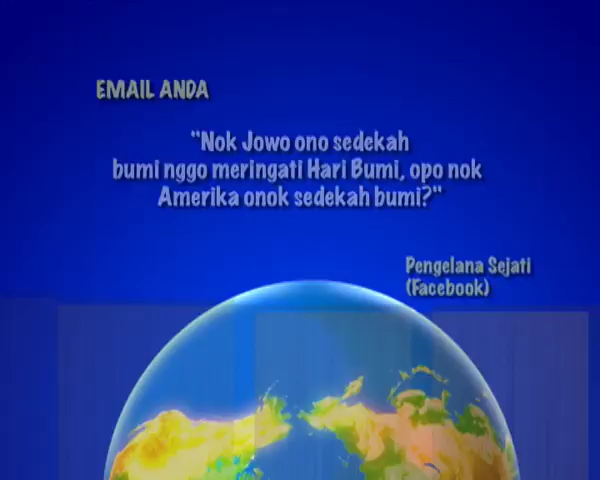 EMAIL ANDA
"Nok Jowo ono sedekah
bumi nggo meringati Hari Bumi, opo nok
Amerika onok sedekah bumi?"
Pengelana Sejati
(Facebook)